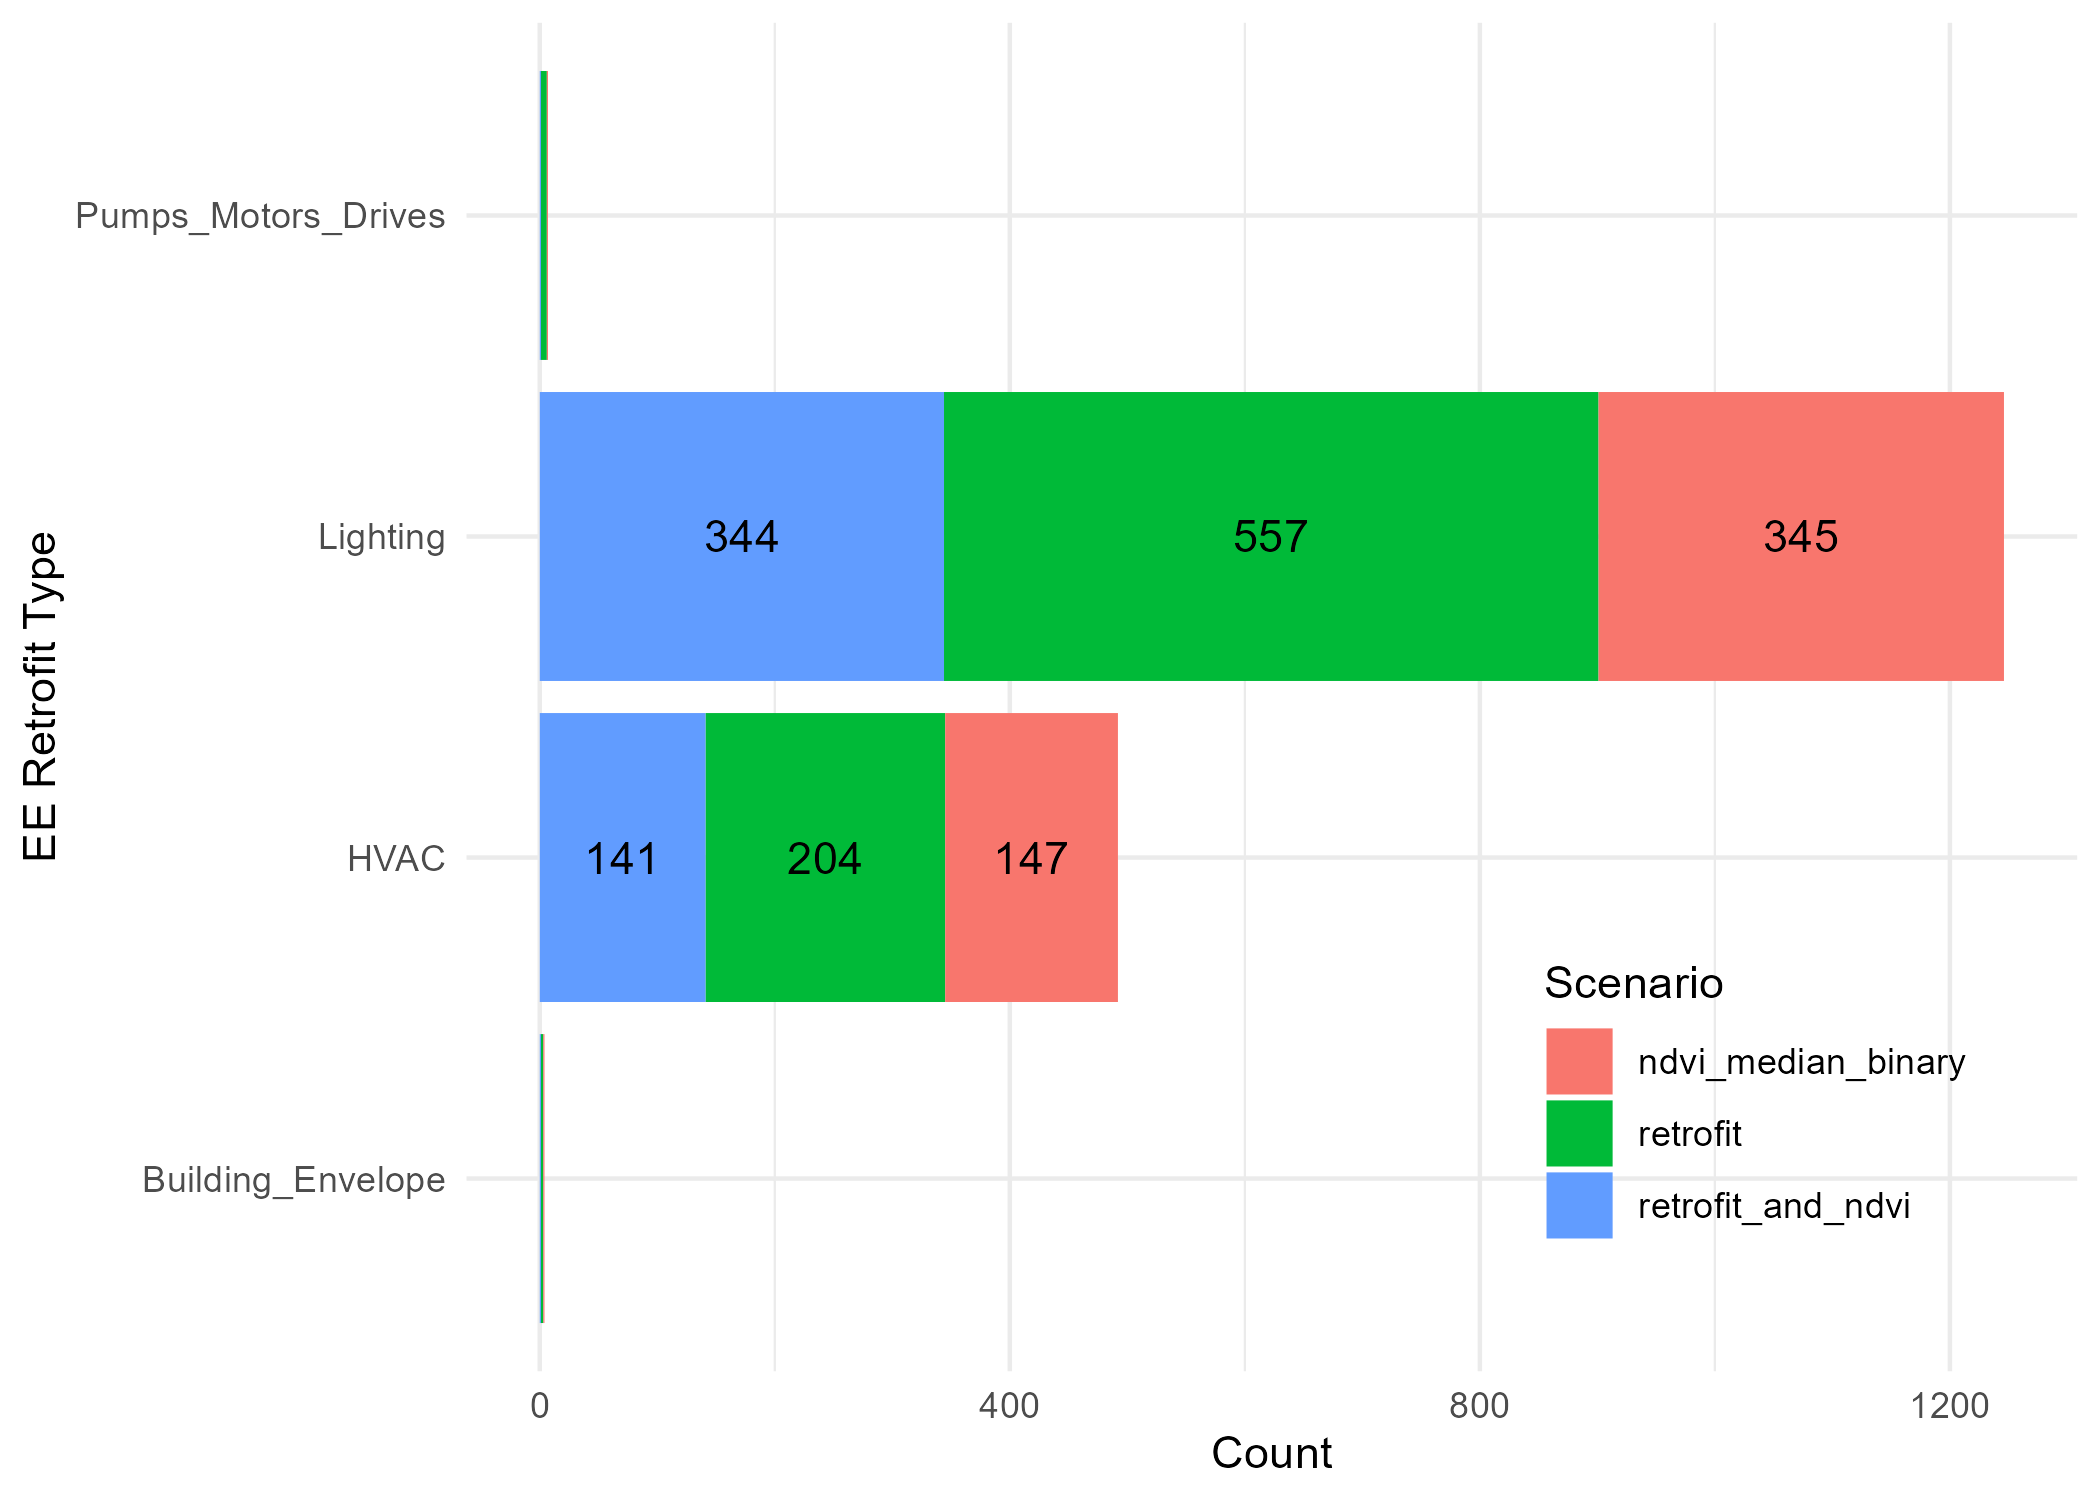 EE Retrofit Type
Pumps_Motors_Drives
Lighting
344 557 345
HVAC
141 204 147
Building_Envelope
Scenario
ndvi_median_binary
retrofit
retrofit_and_ndvi
0 400 800 1200
Count